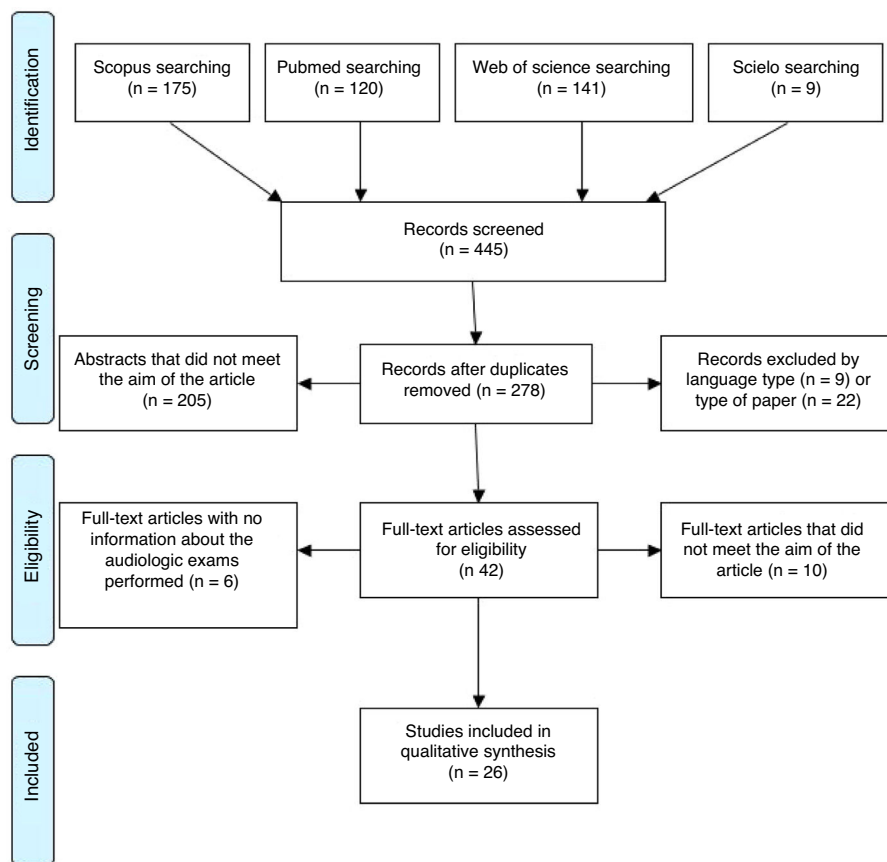 Identification
Scopus searching
(n = 175)
Pubmed searching
(n = 120)
Web of science searching
(n = 141)
Scielo searching
(n = 9)
Records screened
(n = 445)
Screening
Abstracts that did not meet
the aim of the article
(n = 205)
Records after duplicates
removed (n = 278)
Records excluded by
language type (n = 9) or
type of paper (n = 22)
Eligibility
Full-text articles with no
information about the
audiologic exams
performed (n = 6)
Full-text articles assessed
for eligibility
(n 42)
Full-text articles that did
not meet the aim of the
article (n = 10)
Included
Studies included in
qualitative synthesis
(n = 26)